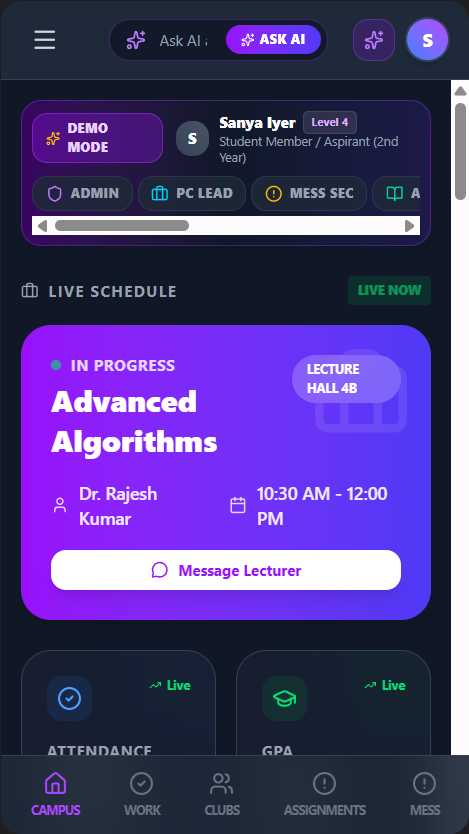 Ask AI
ASK AI
S
DEMO
MODE
S
Sanya Iyer
Level 4
Student Member / Aspirant (2nd
Year)
ADMIN
PC LEAD
MESS SEC
A
LIVE SCHEDULE
LIVE NOW
IN PROGRESS
LECTURE
HALL 4B
Advanced
Algorithms
Dr. Rajesh
Kumar
10:30 AM - 12:00
PM
Message Lecturer
Live
Live
ATTENDANCE
GPA
CAMPUS
WORK
CLUBS
ASSIGNMENTS
MESS